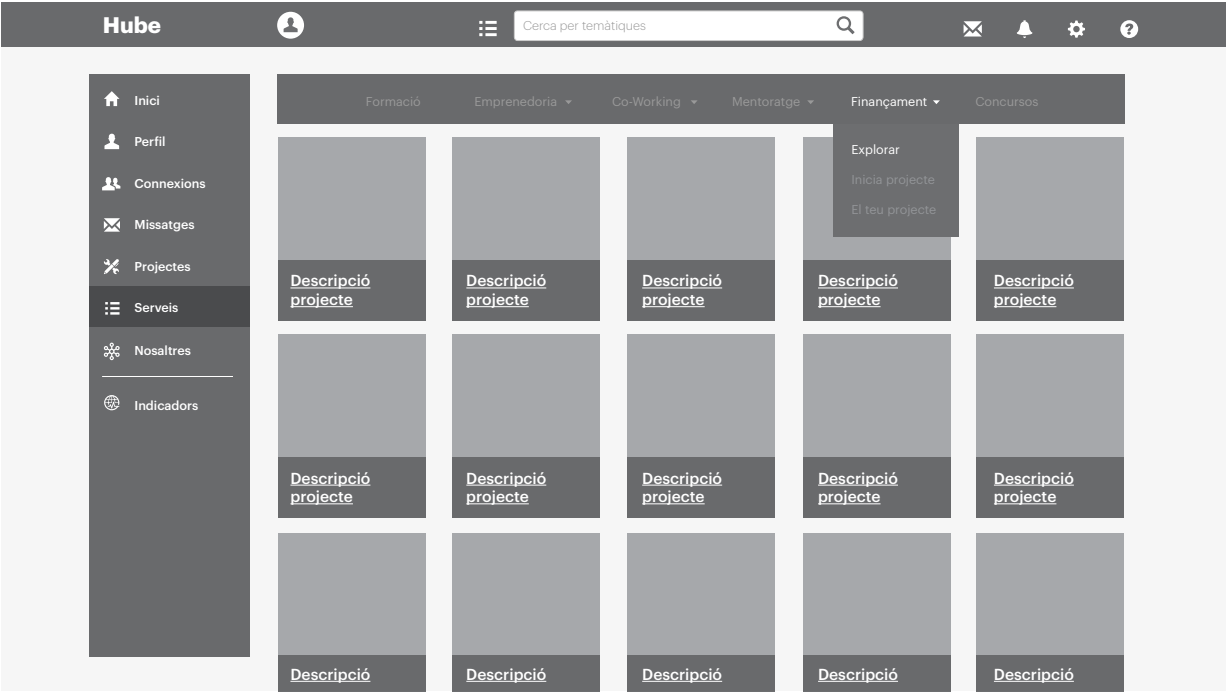 Hube
Cerca per temàtiques
Inici
Perfil
Connexions
Missatges
Projectes
Serveis
Nosaltres
Indicadors
Formació Emprenedoria Co-Working Mentoratge Finançament Concursos
Explorar
Inicia projecte
El teu projecte
Descripció
projecte
Descripció
projecte
Descripció
projecte
Descripció
projecte
Descripció
projecte
Descripció
projecte
Descripció
projecte
Descripció
projecte
Descripció
projecte
Descripció
projecte
Descripció
Descripció
Descripció
Descripció
Descripció